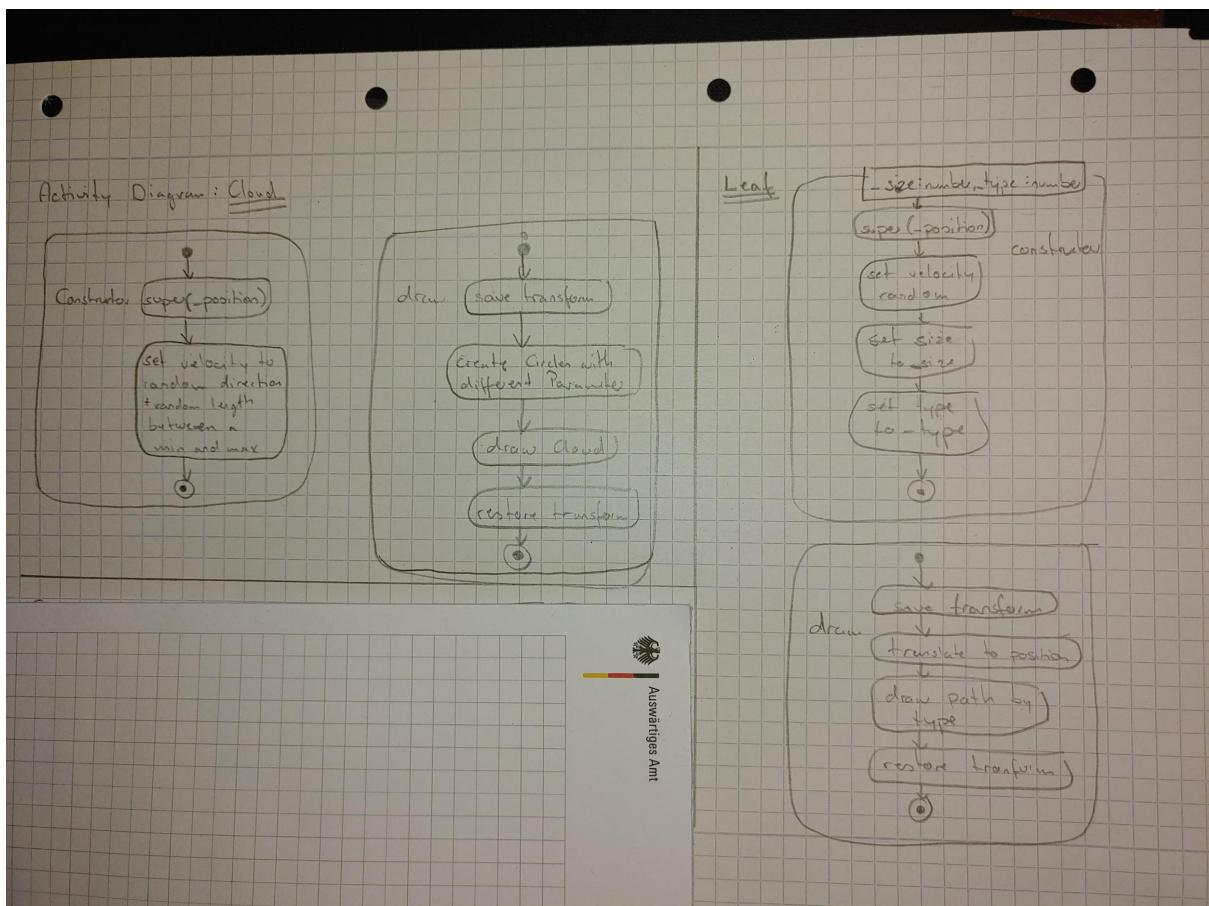 Activity Diagram: Cloud
Constructor
super(_position)
set velocity to
random direction
+ random length
between a
min and max
draw
save transform
Create Circles with
different Parameter
draw Cloud
restore transform
Leaf
_size:number,_type:number
super(_position)
constructor
set velocity
random
set size
to _size
set type
to _type
draw
save transform
translate to position
draw path by
type
restore tranform
Auswärtiges Amt